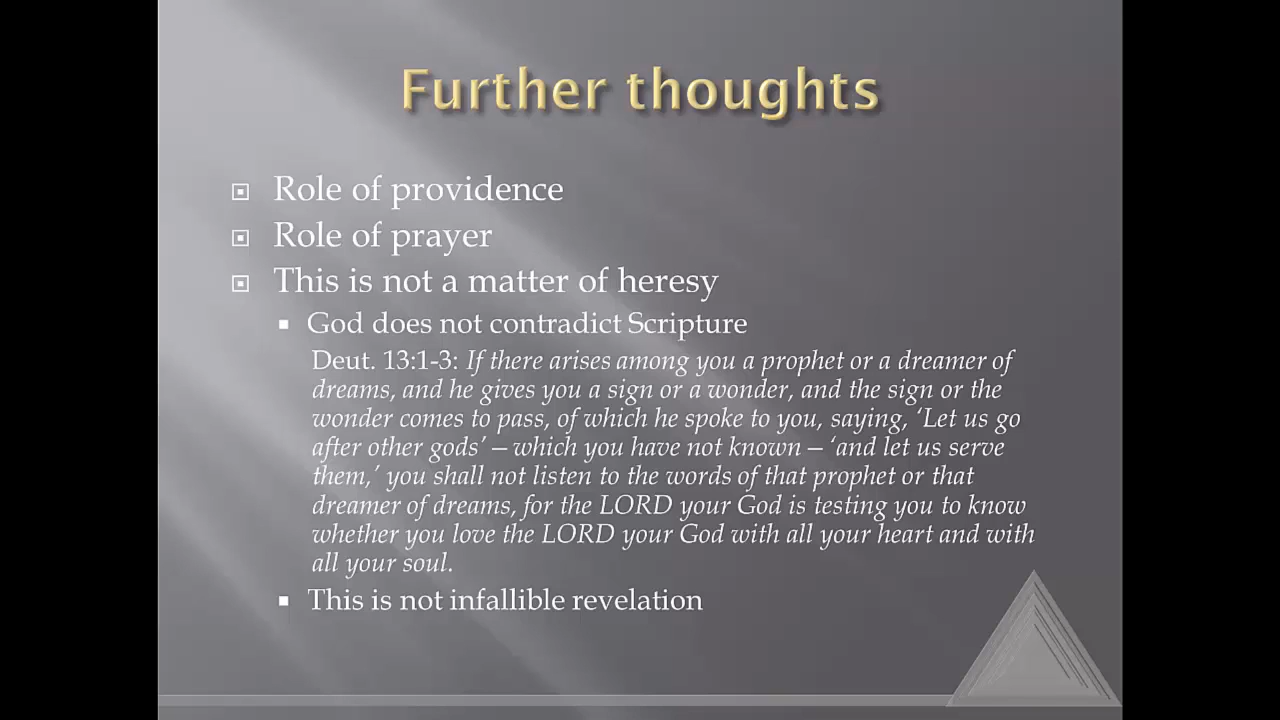 Further thoughts
Role of providence
Role of prayer
This is not a matter of heresy
God does not contradict Scripture
Deut. 13:1-3: If there arises among you a prophet or a dreamer of
dreams, and he gives you a sign or a wonder, and the sign or the
wonder comes to pass, of which he spoke to you, saying, ‘Let us go
after other gods’ – which you have not known – ‘and let us serve
them,’ you shall not listen to the words of that prophet or that
dreamer of dreams, for the LORD your God is testing you to know
whether you love the LORD your God with all your heart and with
all your soul.
This is not infallible revelation